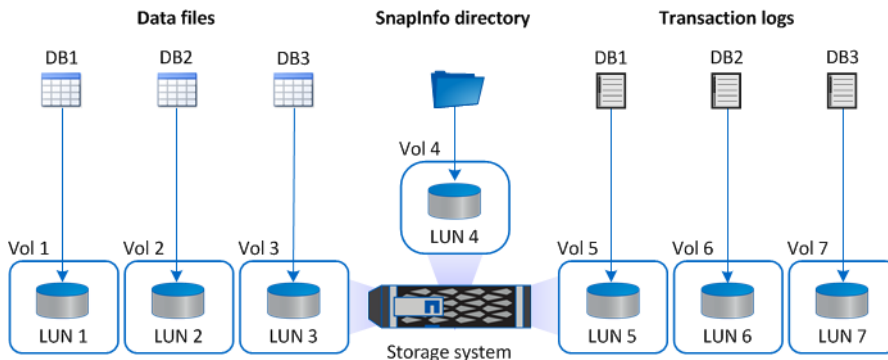 Data files
SnapInfo directory
Transaction logs
DB1
DB2
DB3
DB1
DB2
DB3
Vol 4
LUN 4
Vol 1
Vol 2
Vol 3
Vol 5
Vol 6
Vol 7
LUN 1
LUN 2
LUN 3
LUN 5
LUN 6
LUN 7
Storage system